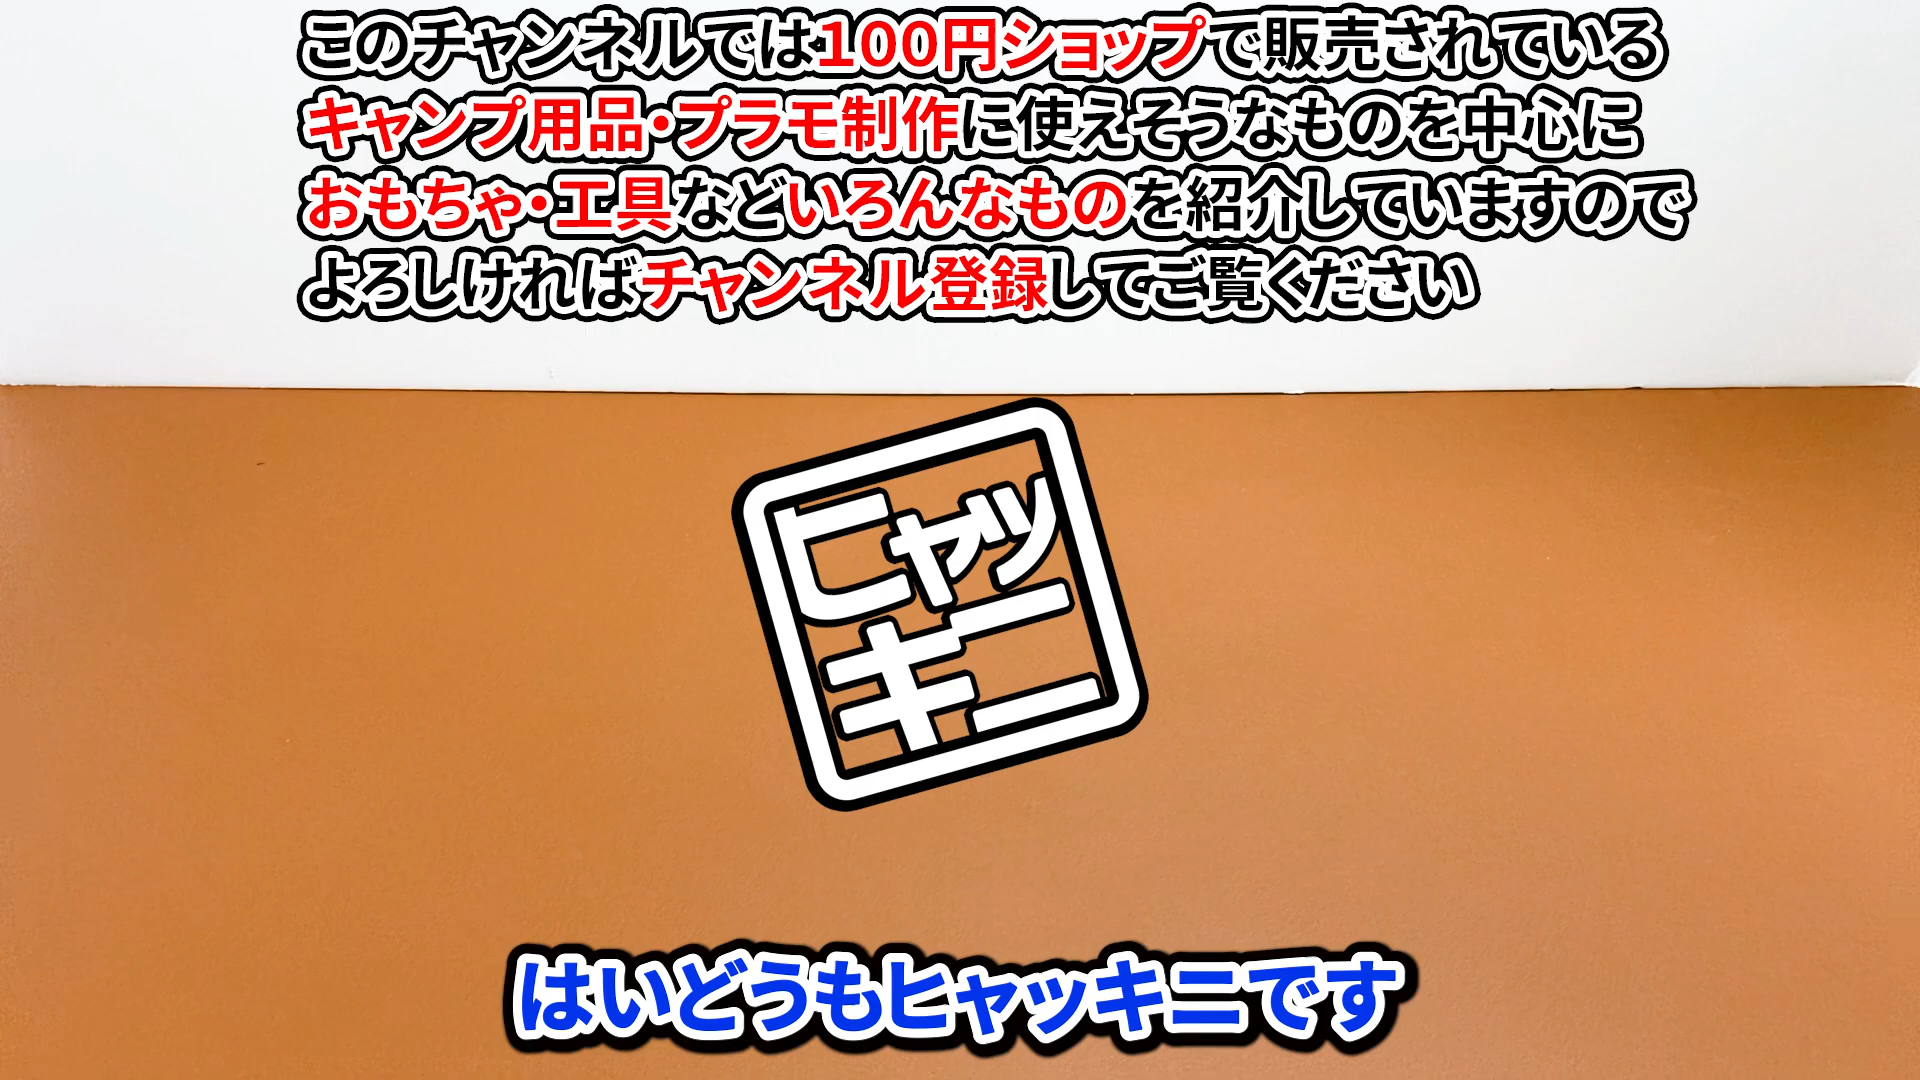 このチャンネルでは100円ショップで販売されている
キャンプ用品・プラモ制作に使えそうなものを中心に
おもちゃ・工具などいろんなものを紹介していますので
よろしければチャンネル登録してご覧ください
ヒャッ
キニ
はいどうもヒャッキニです